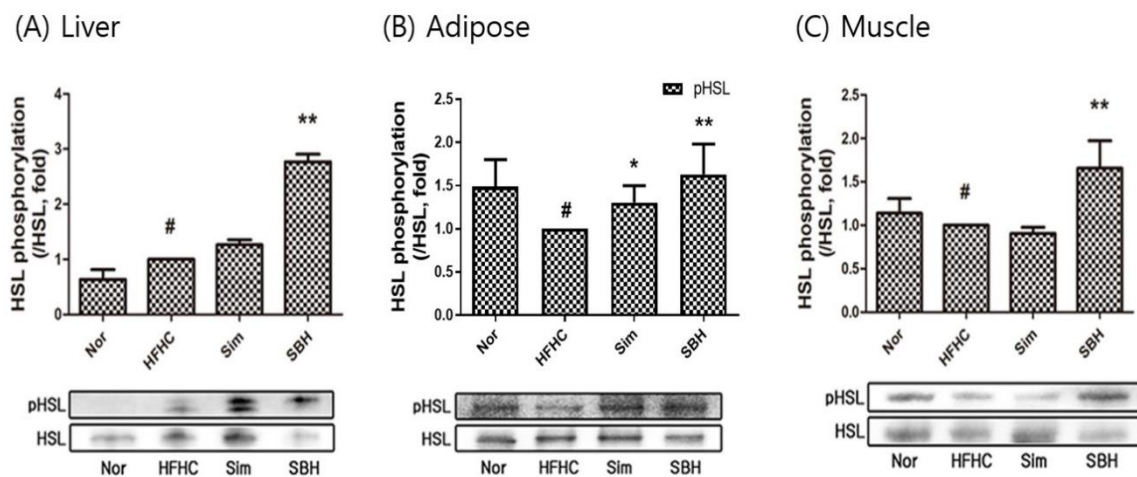 (A) Liver
(B) Adipose
(C) Muscle
HSL phosphorylation
(/HSL, fold)
4
3
2
1
0
#
**
Nor
HFHC
Sim
SBH
pHSL
HSL
Nor HFHC Sim SBH
HSL phosphorylation
(/HSL, fold)
2.5
2.0
1.5
1.0
0.5
0.0
pHSL
#
*
**
Nor
HFHC
Sim
SBH
pHSL
HSL
Nor HFHC Sim SBH
HSL phosphorylation
(/HSL, fold)
2.5
2.0
1.5
1.0
0.5
0.0
#
**
Nor
HFHC
Sim
SBH
pHSL
HSL
Nor HFHC Sim SBH